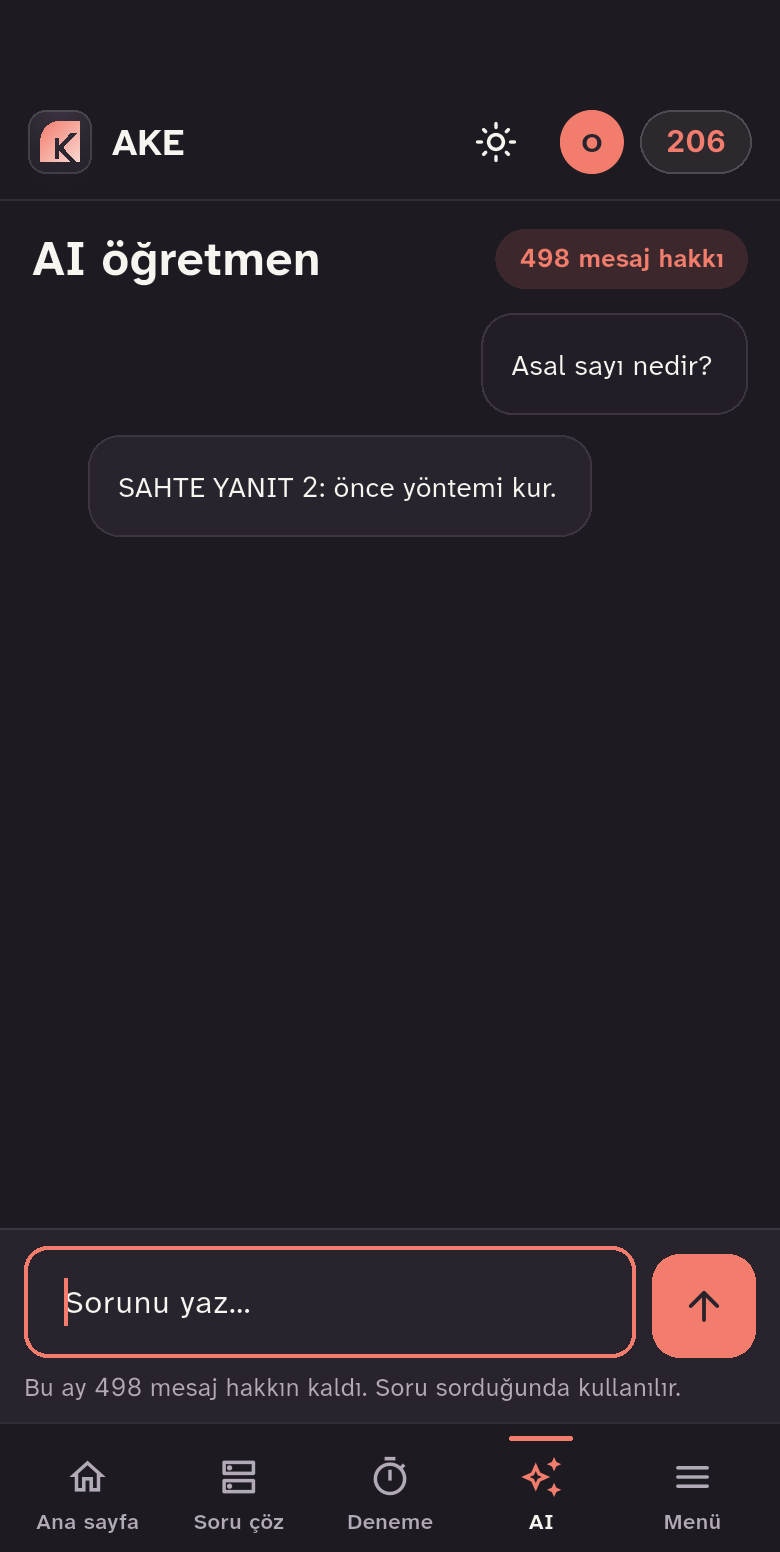 K AKE o 206
AI öğretmen 498 mesaj hakkı
Asal sayı nedir?
SAHTE YANIT 2: önce yöntemi kur.
Sorunu yaz...
Bu ay 498 mesaj hakkın kaldı. Soru sorduğunda kullanılır.
Ana sayfa Soru çöz Deneme AI Menü